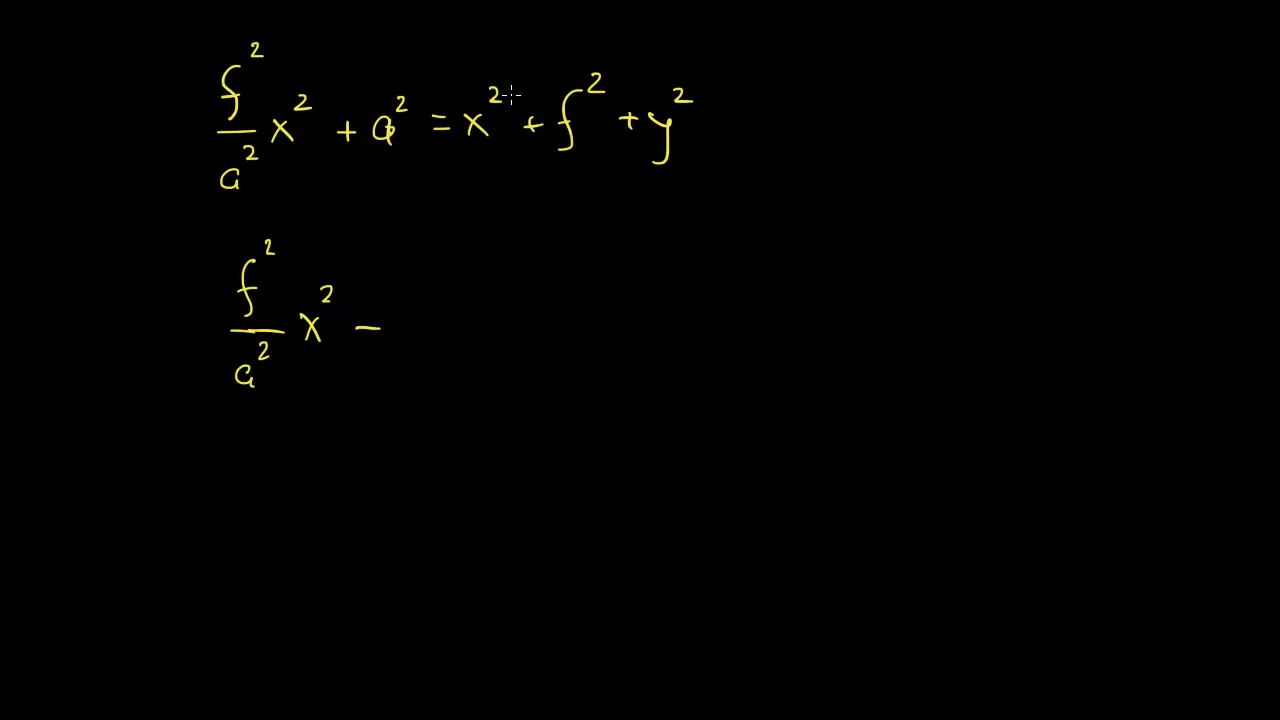 f²/a² x² + a² = x² + f² + y²
f²/a² x² −